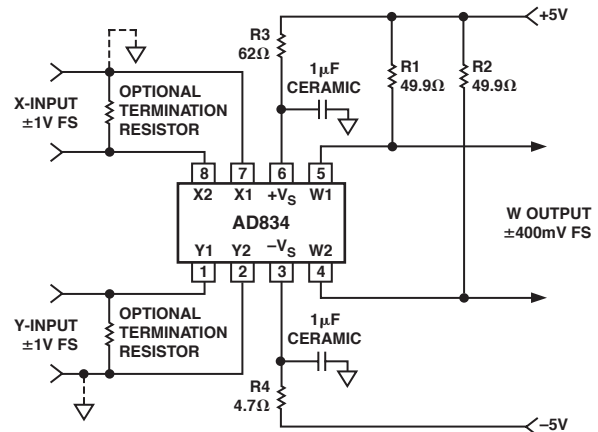 +5V
R3
62Ω
1μF
CERAMIC
R1
49.9Ω
R2
49.9Ω
X-INPUT
±1V FS
OPTIONAL
TERMINATION
RESISTOR
8 7 6 5
X2 X1 +VS W1
AD834
Y1 Y2 –VS W2
1 2 3 4
W OUTPUT
±400mV FS
Y-INPUT
±1V FS
OPTIONAL
TERMINATION
RESISTOR
1μF
CERAMIC
R4
4.7Ω
–5V